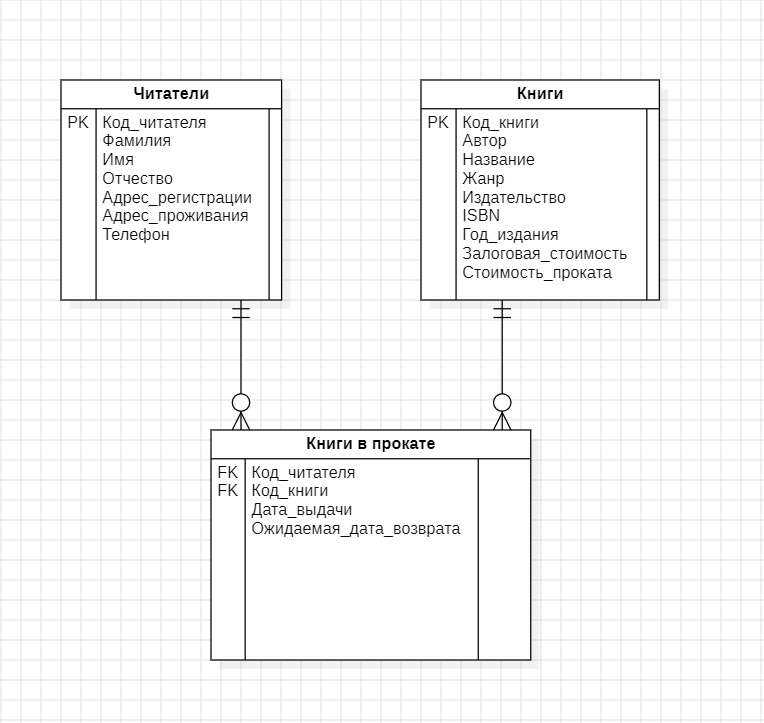 Читатели
PK Код_читателя
Фамилия
Имя
Отчество
Адрес_регистрации
Адрес_проживания
Телефон
Книги
PK Код_книги
Автор
Название
Жанр
Издательство
ISBN
Год_издания
Залоговая_стоимость
Стоимость_проката
Книги в прокате
FK Код_читателя
FK Код_книги
Дата_выдачи
Ожидаемая_дата_возврата